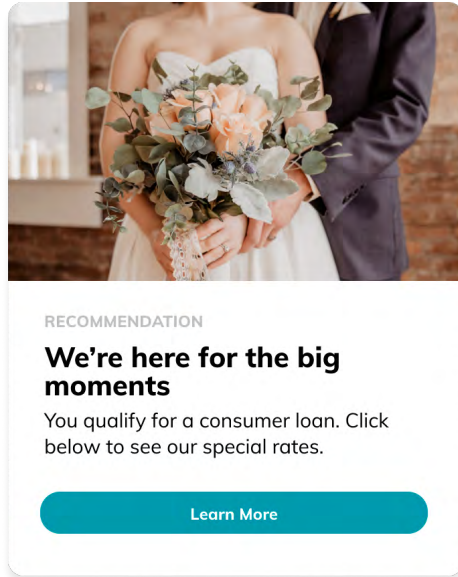 RECOMMENDATION
We’re here for the big
moments
You qualify for a consumer loan. Click
below to see our special rates.
Learn More